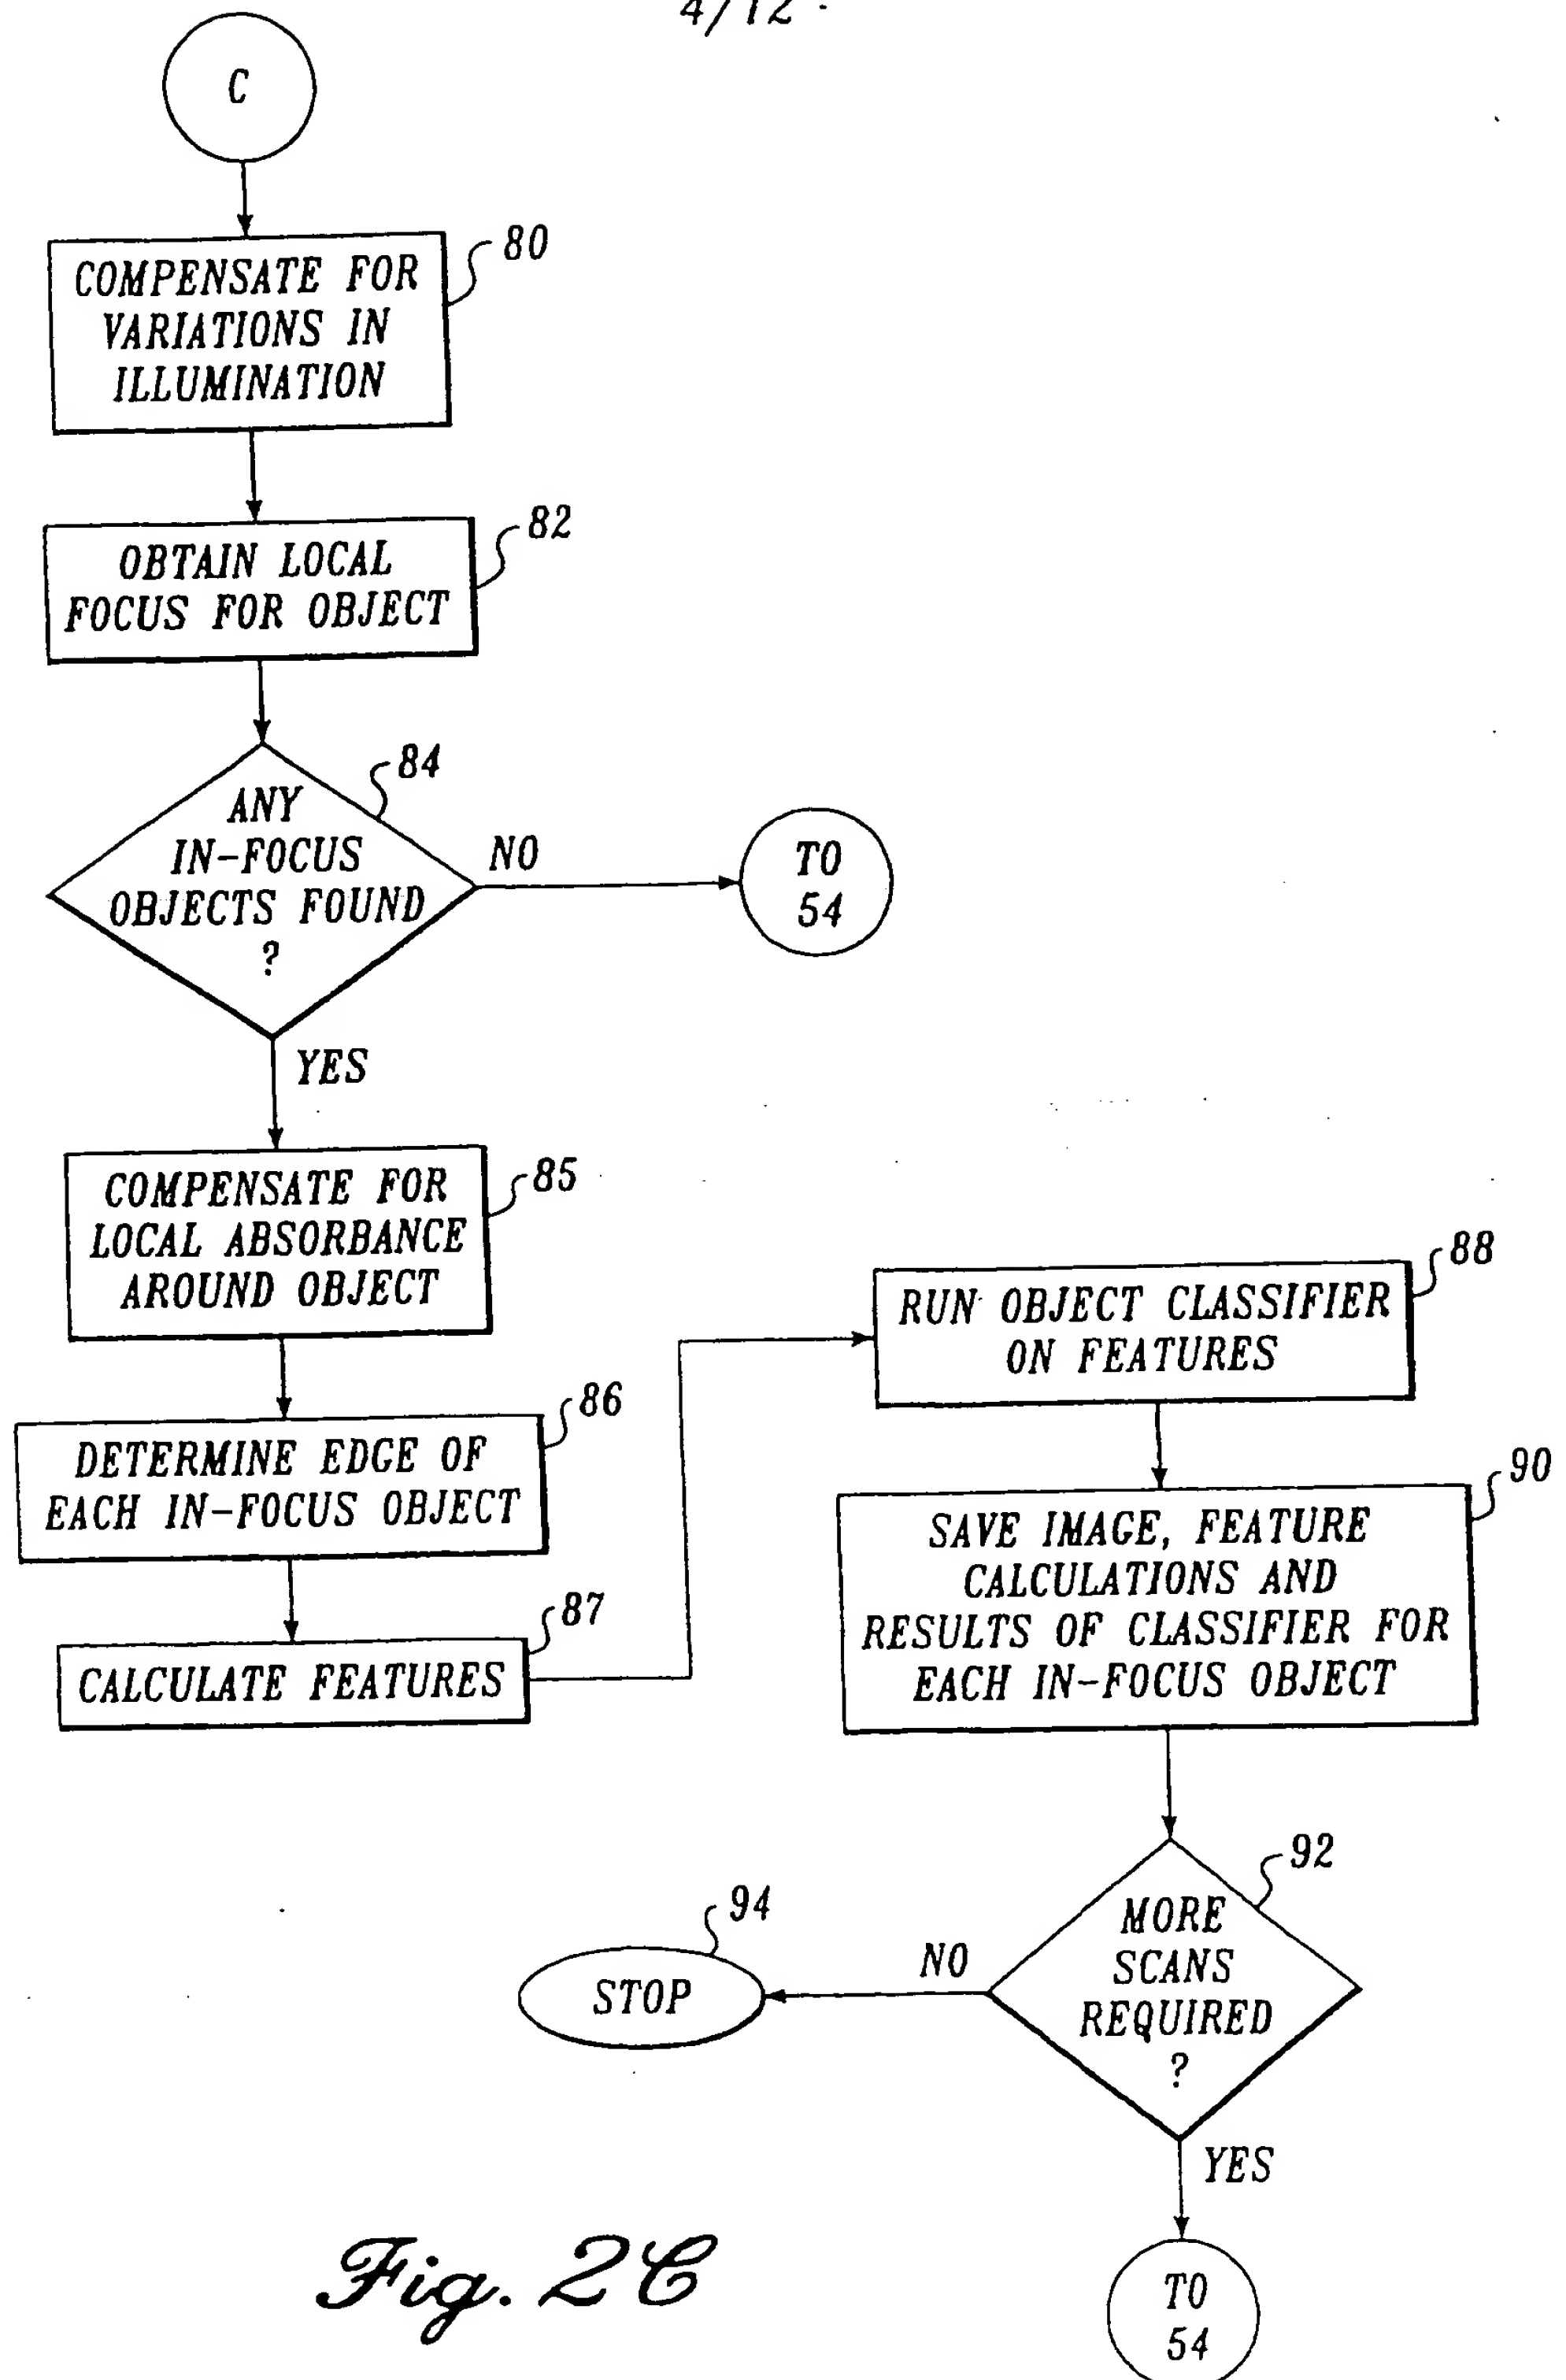 4/12
C
80
COMPENSATE FOR
VARIATIONS IN
ILLUMINATION
82
OBTAIN LOCAL
FOCUS FOR OBJECT
84
ANY
IN-FOCUS
OBJECTS FOUND
?
NO
TO
54
YES
85
COMPENSATE FOR
LOCAL ABSORBANCE
AROUND OBJECT
86
DETERMINE EDGE OF
EACH IN-FOCUS OBJECT
87
CALCULATE FEATURES
88
RUN OBJECT CLASSIFIER
ON FEATURES
90
SAVE IMAGE, FEATURE
CALCULATIONS AND
RESULTS OF CLASSIFIER FOR
EACH IN-FOCUS OBJECT
92
MORE
SCANS
REQUIRED
?
NO
94
STOP
YES
TO
54
Fig. 2C